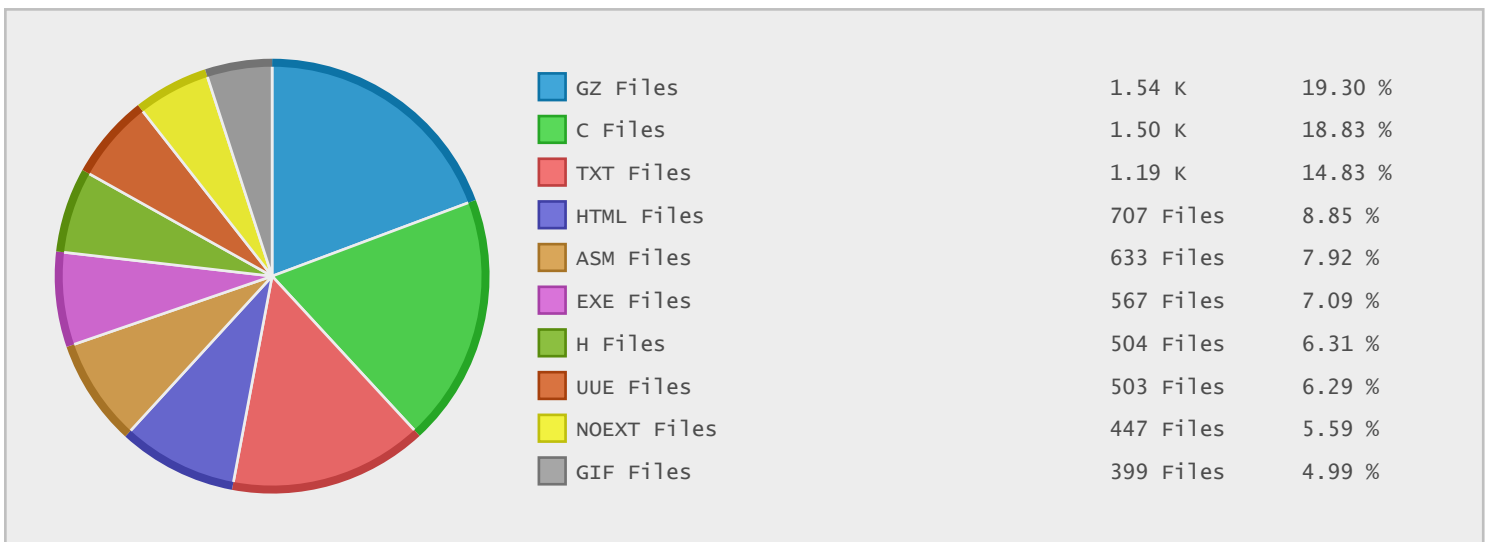 GZ Files 1.54 K 19.30 %
C Files 1.50 K 18.83 %
TXT Files 1.19 K 14.83 %
HTML Files 707 Files 8.85 %
ASM Files 633 Files 7.92 %
EXE Files 567 Files 7.09 %
H Files 504 Files 6.31 %
UUE Files 503 Files 6.29 %
NOEXT Files 447 Files 5.59 %
GIF Files 399 Files 4.99 %